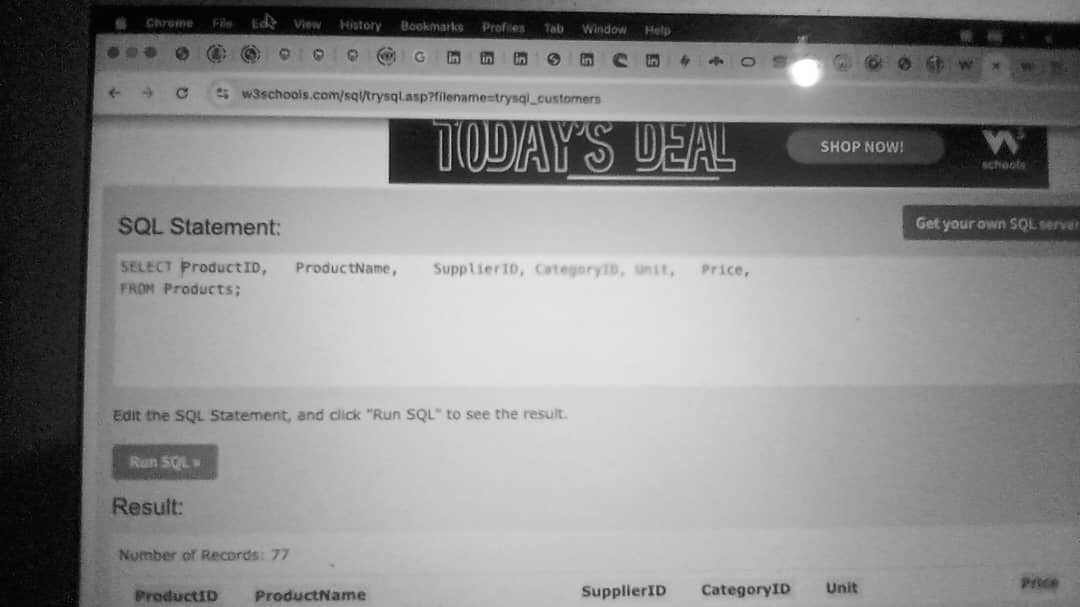 Chrome File Edit View History Bookmarks Profiles Tab Window Help
w3schools.com/sql/trysql.asp?filename=trysql_customers
TODAY'S DEAL SHOP NOW! W3 schools
SQL Statement: Get your own SQL server
SELECT ProductID, ProductName, SupplierID, CategoryID, Unit, Price,
FROM Products;
Edit the SQL Statement, and click "Run SQL" to see the result.
Run SQL »
Result:
Number of Records: 77
ProductID ProductName SupplierID CategoryID Unit Price